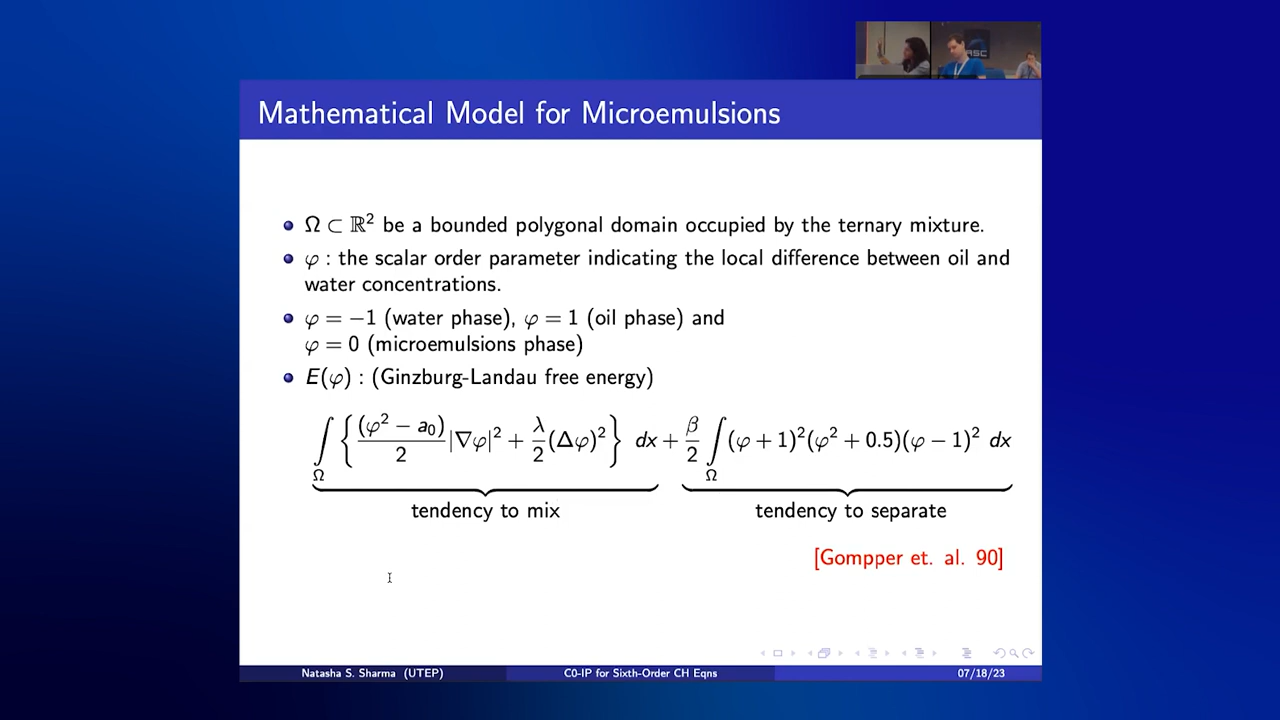 ASC
Mathematical Model for Microemulsions
Ω ⊂ ℝ² be a bounded polygonal domain occupied by the ternary mixture.
φ : the scalar order parameter indicating the local difference between oil and
water concentrations.
φ = −1 (water phase), φ = 1 (oil phase) and
φ = 0 (microemulsions phase)
E(φ) : (Ginzburg-Landau free energy)
∫_Ω { (φ² − a₀)/2 |∇φ|² + λ/2 (Δφ)² } dx + β/2 ∫_Ω (φ + 1)²(φ² + 0.5)(φ − 1)² dx
tendency to mix tendency to separate
[Gompper et. al. 90]
Natasha S. Sharma (UTEP) C0-IP for Sixth-Order CH Eqns 07/18/23